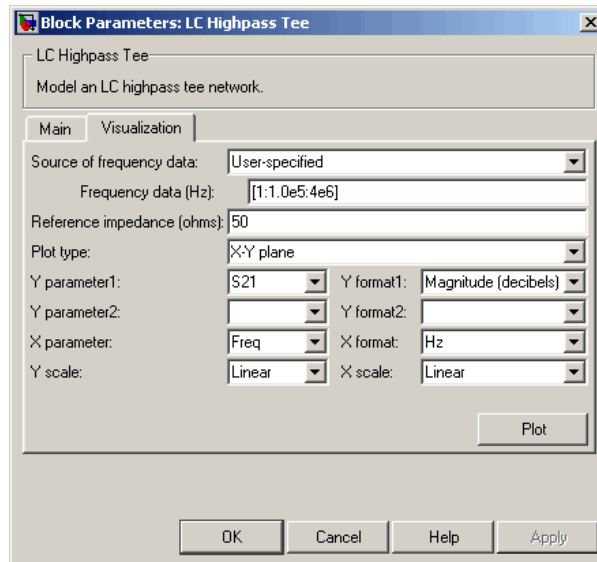 Block Parameters: LC Highpass Tee
LC Highpass Tee
Model an LC highpass tee network.
Main Visualization
Source of frequency data: User-specified
Frequency data (Hz): [1:1.0e5:4e6]
Reference impedance (ohms): 50
Plot type: X-Y plane
Y parameter1: S21 Y format1: Magnitude (decibels)
Y parameter2: Y format2:
X parameter: Freq X format: Hz
Y scale: Linear X scale: Linear
Plot
OK Cancel Help Apply